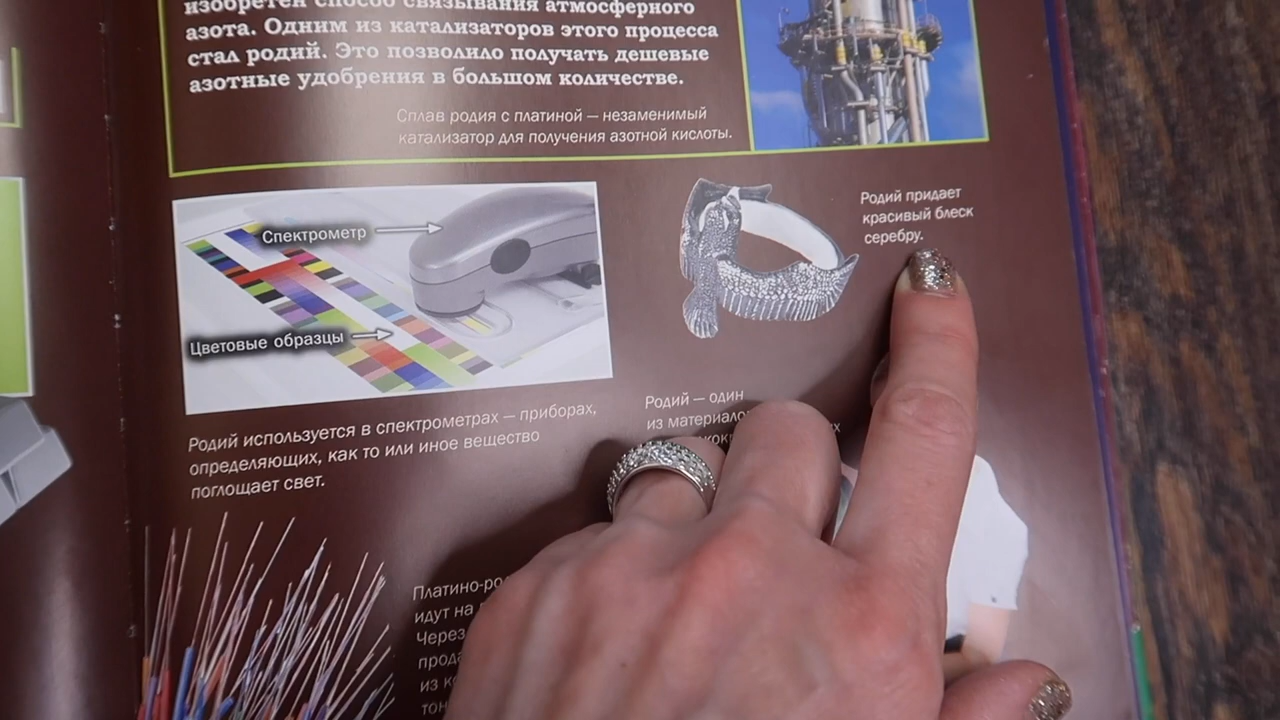 изобретен способ связывания атмосферного
азота. Одним из катализаторов этого процесса
стал родий. Это позволило получать дешевые
азотные удобрения в большом количестве.
Сплав родия с платиной — незаменимый
катализатор для получения азотной кислоты.
Спектрометр
Цветовые образцы
Родий придает
красивый блеск
серебру.
Родий используется в спектрометрах — приборах,
определяющих, как то или иное вещество
поглощает свет.
Родий — один
из
Платино-ро
идут на
Через
прода
из
тон